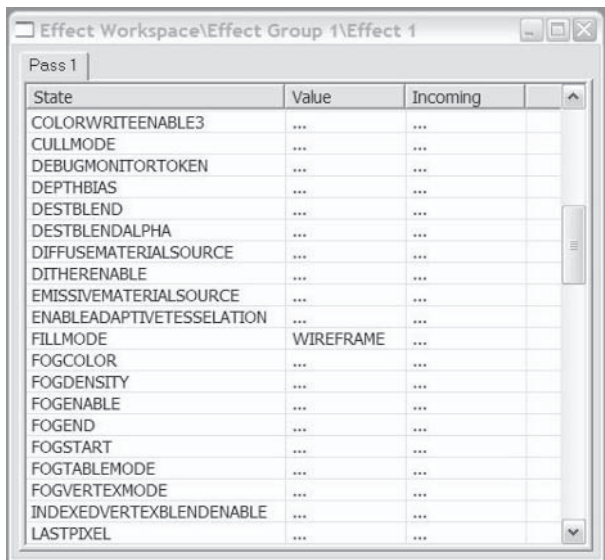 Effect Workspace\Effect Group 1\Effect 1
Pass 1
State Value Incoming
COLORWRITEENABLE3 ... ...
CULLMODE ... ...
DEBUGMONITORTOKEN ... ...
DEPTHBIAS ... ...
DESTBLEND ... ...
DESTBLENDALPHA ... ...
DIFFUSEMATERIALSOURCE ... ...
DITHERENABLE ... ...
EMISSIVEMATERIALSOURCE ... ...
ENABLEADAPTIVETESSELATION ... ...
FILLMODE WIREFRAME ...
FOGCOLOR ... ...
FOGDENSITY ... ...
FOGENABLE ... ...
FOGEND ... ...
FOGSTART ... ...
FOGTABLEMODE ... ...
FOGVERTEXMODE ... ...
INDEXEDVERTEXBLENDENABLE ... ...
LASTPIXEL ... ...